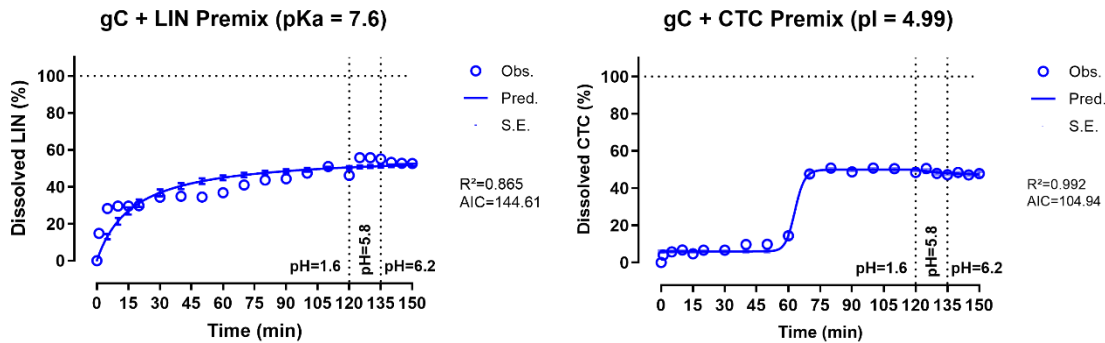 gC + LIN Premix (pKa = 7.6)
Dissolved LIN (%)
100
80
60
40
20
0
pH=1.6
pH=5.8
pH=6.2
0 15 30 45 60 75 90 105 120 135 150
Time (min)
Obs.
Pred.
S.E.
R²=0.865
AIC=144.61
gC + CTC Premix (pI = 4.99)
Dissolved CTC (%)
100
80
60
40
20
0
pH=1.6
pH=5.8
pH=6.2
0 15 30 45 60 75 90 105 120 135 150
Time (min)
Obs.
Pred.
S.E.
R²=0.992
AIC=104.94